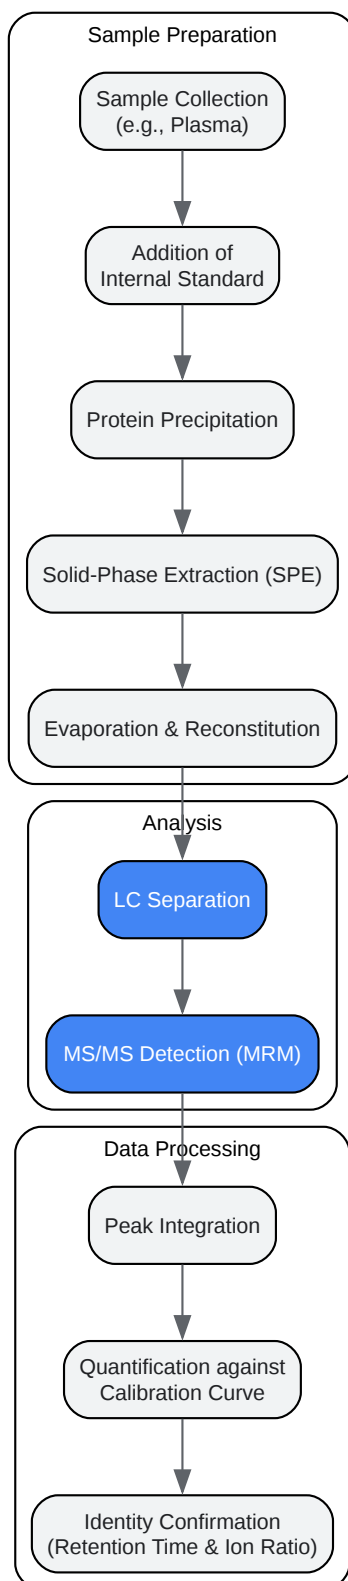 Sample Preparation
Sample Collection
(e.g., Plasma)
Addition of
Internal Standard
Protein Precipitation
Solid-Phase Extraction (SPE)
Evaporation & Reconstitution
Analysis
LC Separation
MS/MS Detection (MRM)
Data Processing
Peak Integration
Quantification against
Calibration Curve
Identity Confirmation
(Retention Time & Ion Ratio)